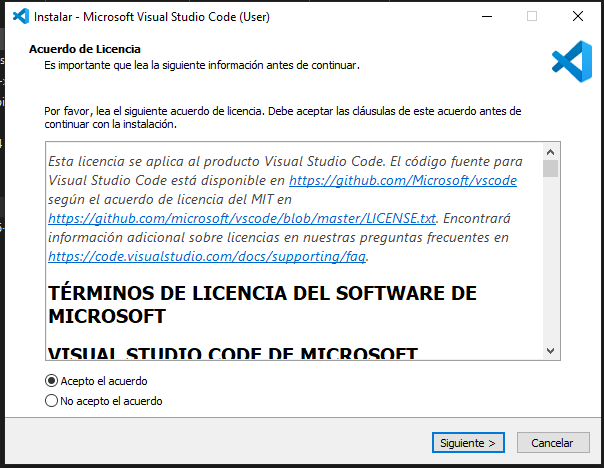 Instalar - Microsoft Visual Studio Code (User)
Acuerdo de Licencia
Es importante que lea la siguiente información antes de continuar.
Por favor, lea el siguiente acuerdo de licencia. Debe aceptar las cláusulas de este acuerdo antes de
continuar con la instalación.
Esta licencia se aplica al producto Visual Studio Code. El código fuente para
Visual Studio Code está disponible en https://github.com/Microsoft/vscode
según el acuerdo de licencia del MIT en
https://github.com/microsoft/vscode/blob/master/LICENSE.txt. Encontrará
información adicional sobre licencias en nuestras preguntas frecuentes en
https://code.visualstudio.com/docs/supporting/faq.
TÉRMINOS DE LICENCIA DEL SOFTWARE DE
MICROSOFT
VISUAL STUDIO CODE DE MICROSOFT
Acepto el acuerdo
No acepto el acuerdo
Siguiente >
Cancelar